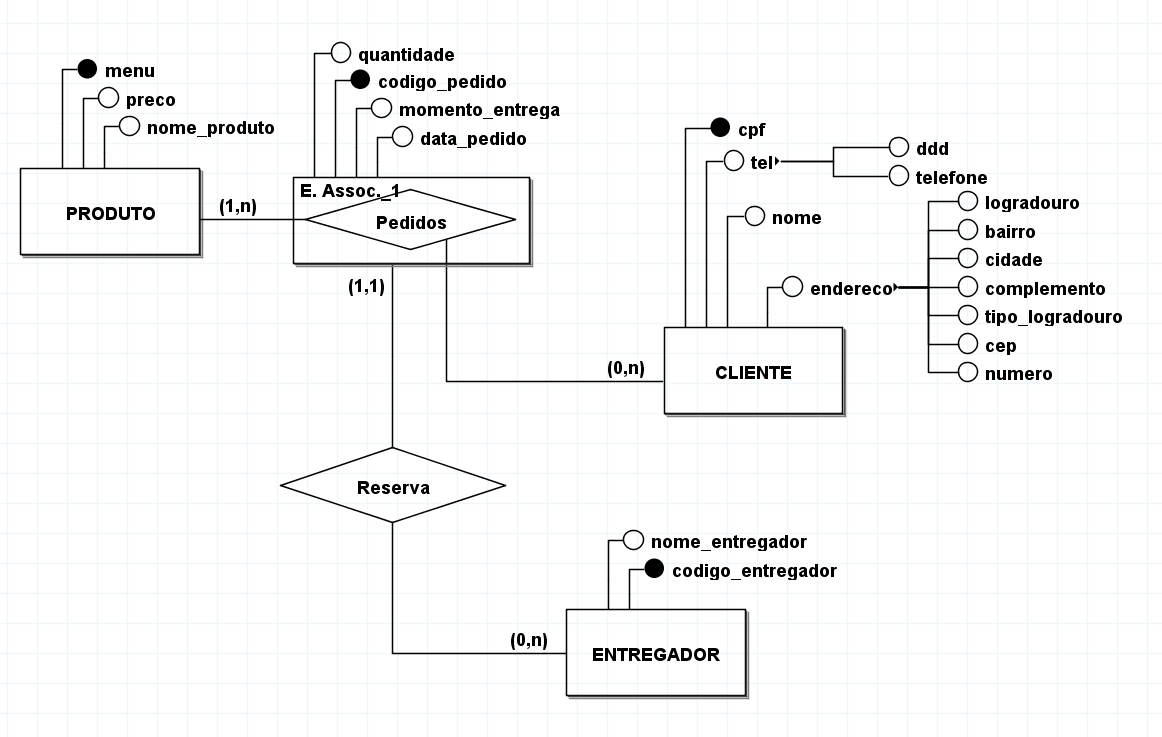 menu
preco
nome_produto
PRODUTO
quantidade
codigo_pedido
momento_entrega
data_pedido
E. Assoc._1
Pedidos
(1,n)
(1,1)
cpf
tel
ddd
telefone
nome
endereco
logradouro
bairro
cidade
complemento
tipo_logradouro
cep
numero
(0,n)
CLIENTE
Reserva
nome_entregador
codigo_entregador
(0,n)
ENTREGADOR